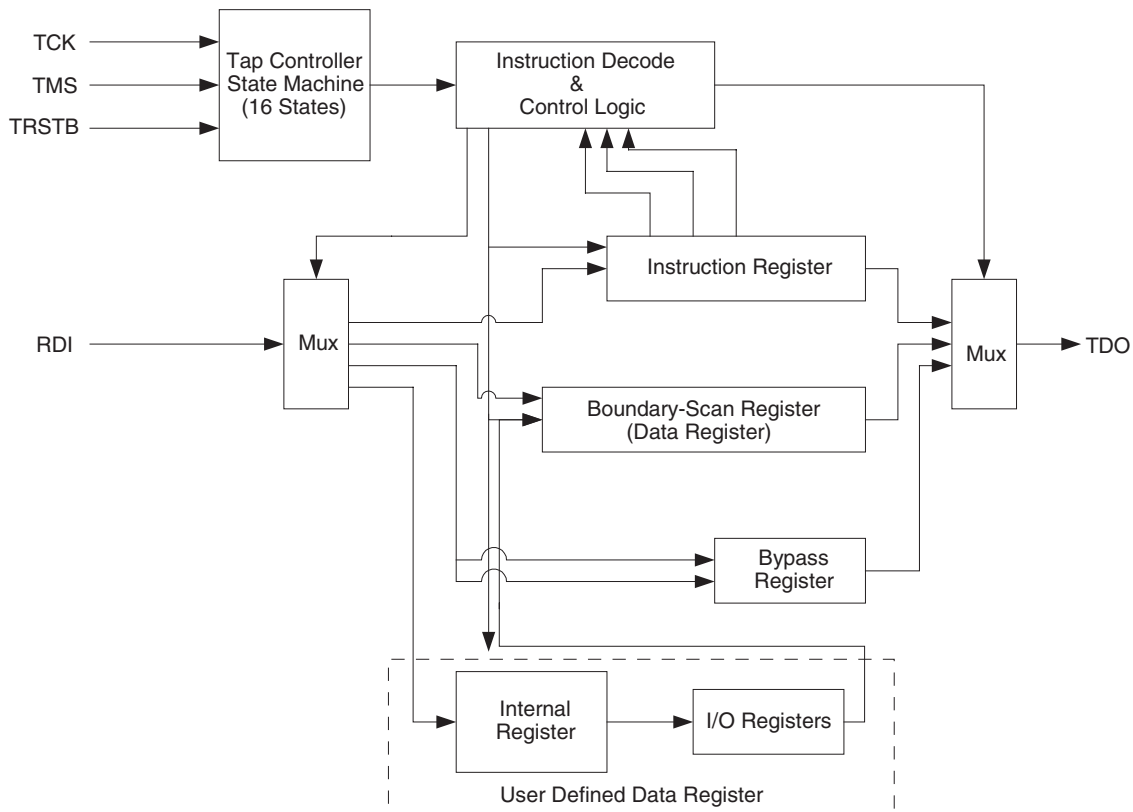 TCK
TMS
TRSTB
Tap Controller
State Machine
(16 States)
Instruction Decode
&
Control Logic
Instruction Register
RDI
Mux
Mux
TDO
Boundary-Scan Register
(Data Register)
Bypass
Register
Internal
Register
I/O Registers
User Defined Data Register